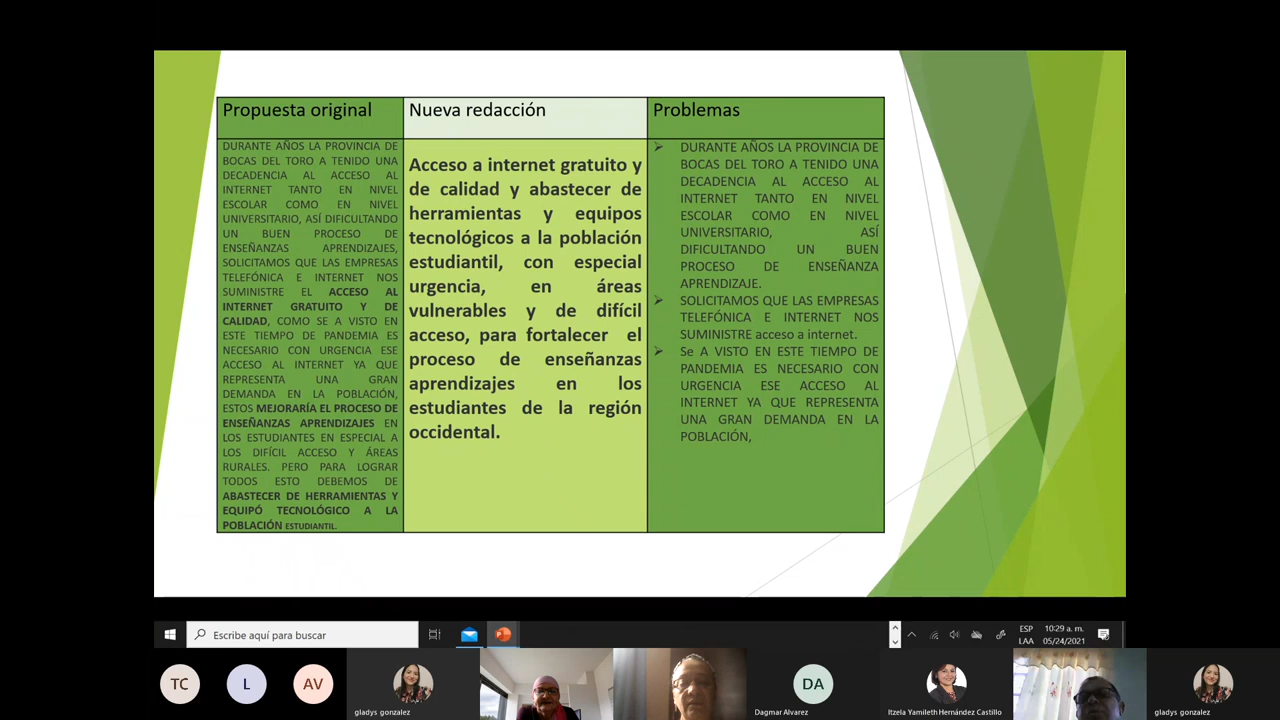 Propuesta original
DURANTE AÑOS LA PROVINCIA DE
BOCAS DEL TORO A TENIDO UNA
DECADENCIA AL ACCESO AL
INTERNET TANTO EN NIVEL
ESCOLAR COMO EN NIVEL
UNIVERSITARIO, ASÍ DIFICULTANDO
UN BUEN PROCESO DE
ENSEÑANZAS APRENDIZAJES,
SOLICITAMOS QUE LAS EMPRESAS
TELEFÓNICA E INTERNET NOS
SUMINISTRE EL ACCESO AL
INTERNET GRATUITO Y DE
CALIDAD, COMO SE A VISTO EN
ESTE TIEMPO DE PANDEMIA ES
NECESARIO CON URGENCIA ESE
ACCESO AL INTERNET YA QUE
REPRESENTA UNA GRAN
DEMANDA EN LA POBLACIÓN,
ESTOS MEJORARÍA EL PROCESO DE
ENSEÑANZAS APRENDIZAJES EN
LOS ESTUDIANTES EN ESPECIAL A
LOS DIFÍCIL ACCESO Y ÁREAS
RURALES. PERO PARA LOGRAR
TODOS ESTO DEBEMOS DE
ABASTECER DE HERRAMIENTAS Y
EQUIPÓ TECNOLÓGICO A LA
POBLACIÓN ESTUDIANTIL.
Nueva redacción
Acceso a internet gratuito y
de calidad y abastecer de
herramientas y equipos
tecnológicos a la población
estudiantil, con especial
urgencia, en áreas
vulnerables y de difícil
acceso, para fortalecer el
proceso de enseñanzas
aprendizajes en los
estudiantes de la región
occidental.
Problemas
DURANTE AÑOS LA PROVINCIA DE
BOCAS DEL TORO A TENIDO UNA
DECADENCIA AL ACCESO AL
INTERNET TANTO EN NIVEL
ESCOLAR COMO EN NIVEL
UNIVERSITARIO, ASÍ
DIFICULTANDO UN BUEN
PROCESO DE ENSEÑANZA
APRENDIZAJE.
SOLICITAMOS QUE LAS EMPRESAS
TELEFÓNICA E INTERNET NOS
SUMINISTRE acceso a internet.
Se A VISTO EN ESTE TIEMPO DE
PANDEMIA ES NECESARIO CON
URGENCIA ESE ACCESO AL
INTERNET YA QUE REPRESENTA
UNA GRAN DEMANDA EN LA
POBLACIÓN,
Escribe aquí para buscar
ESP
LAA
10:29 a. m.
05/24/2021
TC
L
AV
gladys gonzalez
DA
Dagmar Alvarez
Itzela Yamileth Hernández Castillo
gladys gonzalez